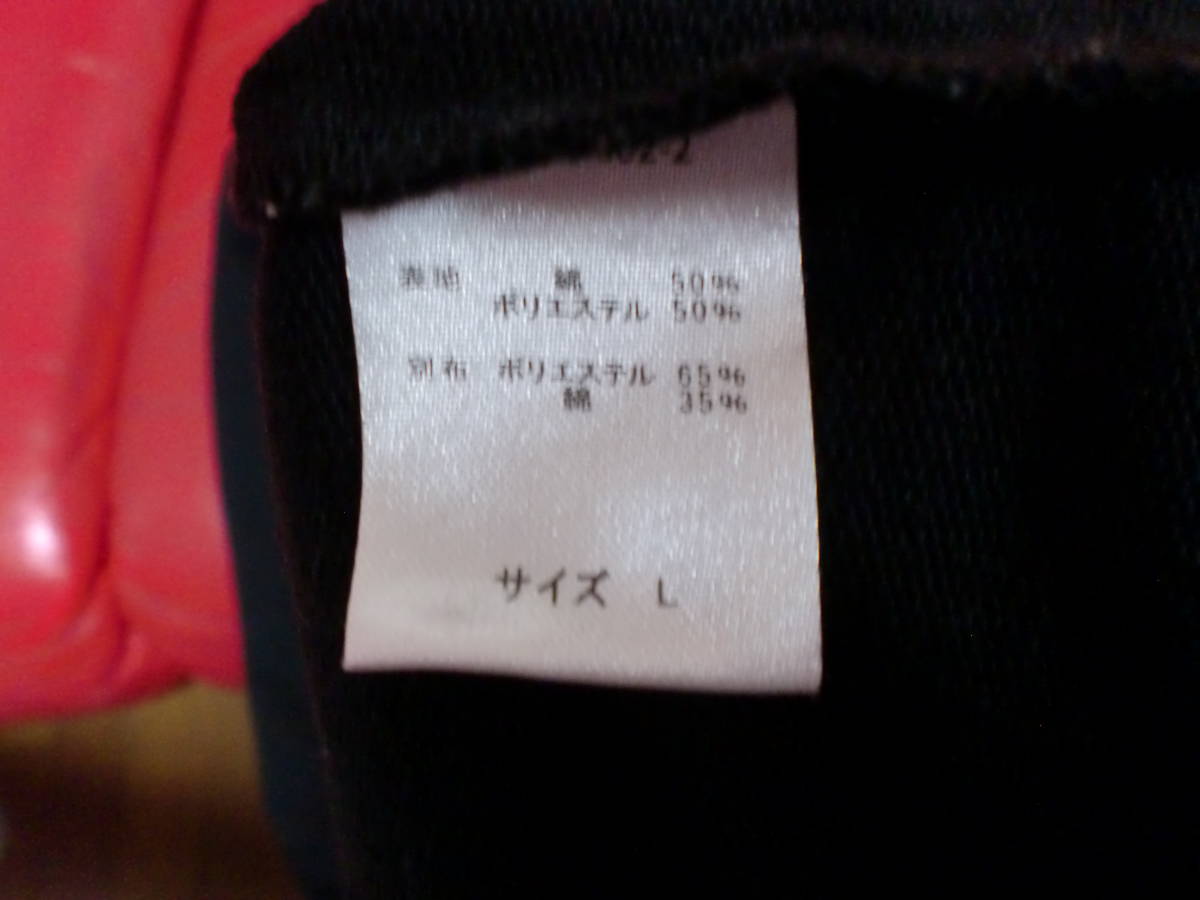 表地 綿 50%
ポリエステル 50%
別布 ポリエステル 65%
綿 35%
サイズ L